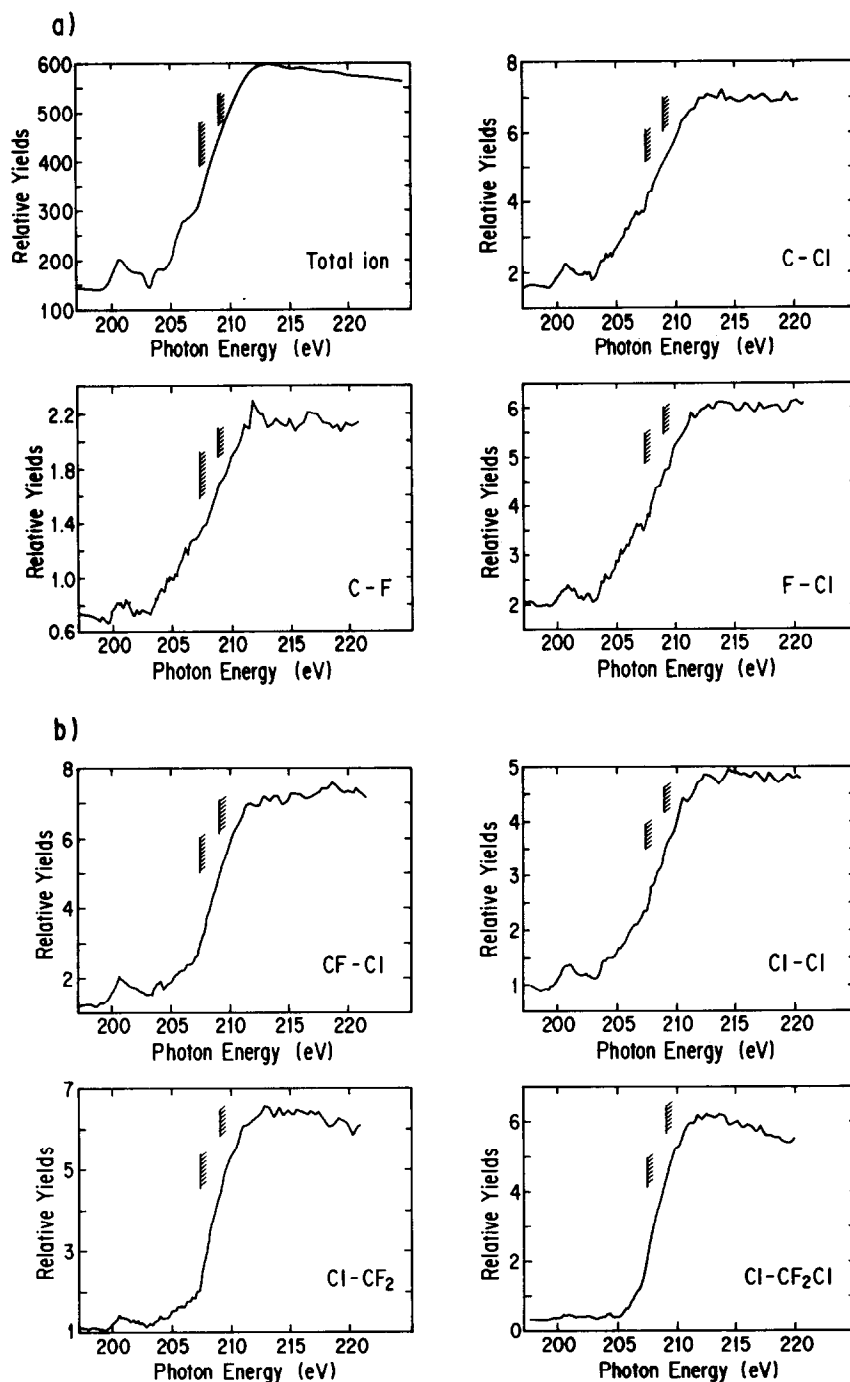 a)
600
500
400
300
200
100
Relative Yields
Total ion
200 205 210 215 220
Photon Energy (eV)
8
6
4
2
Relative Yields
C-Cl
200 205 210 215 220
Photon Energy (eV)
2.2
1.8
1.4
1.0
0.6
Relative Yields
C-F
200 205 210 215 220
Photon Energy (eV)
6
5
4
3
2
Relative Yields
F-Cl
200 205 210 215 220
Photon Energy (eV)
b)
8
6
4
2
Relative Yields
CF-Cl
200 205 210 215 220
Photon Energy (eV)
5
4
3
2
1
Relative Yields
Cl-Cl
200 205 210 215 220
Photon Energy (eV)
7
5
2
1
Relative Yields
Cl-CF2
200 205 210 215 220
Photon Energy (eV)
6
4
2
0
Relative Yields
Cl-CF2Cl
200 205 210 215 220
Photon Energy (eV)